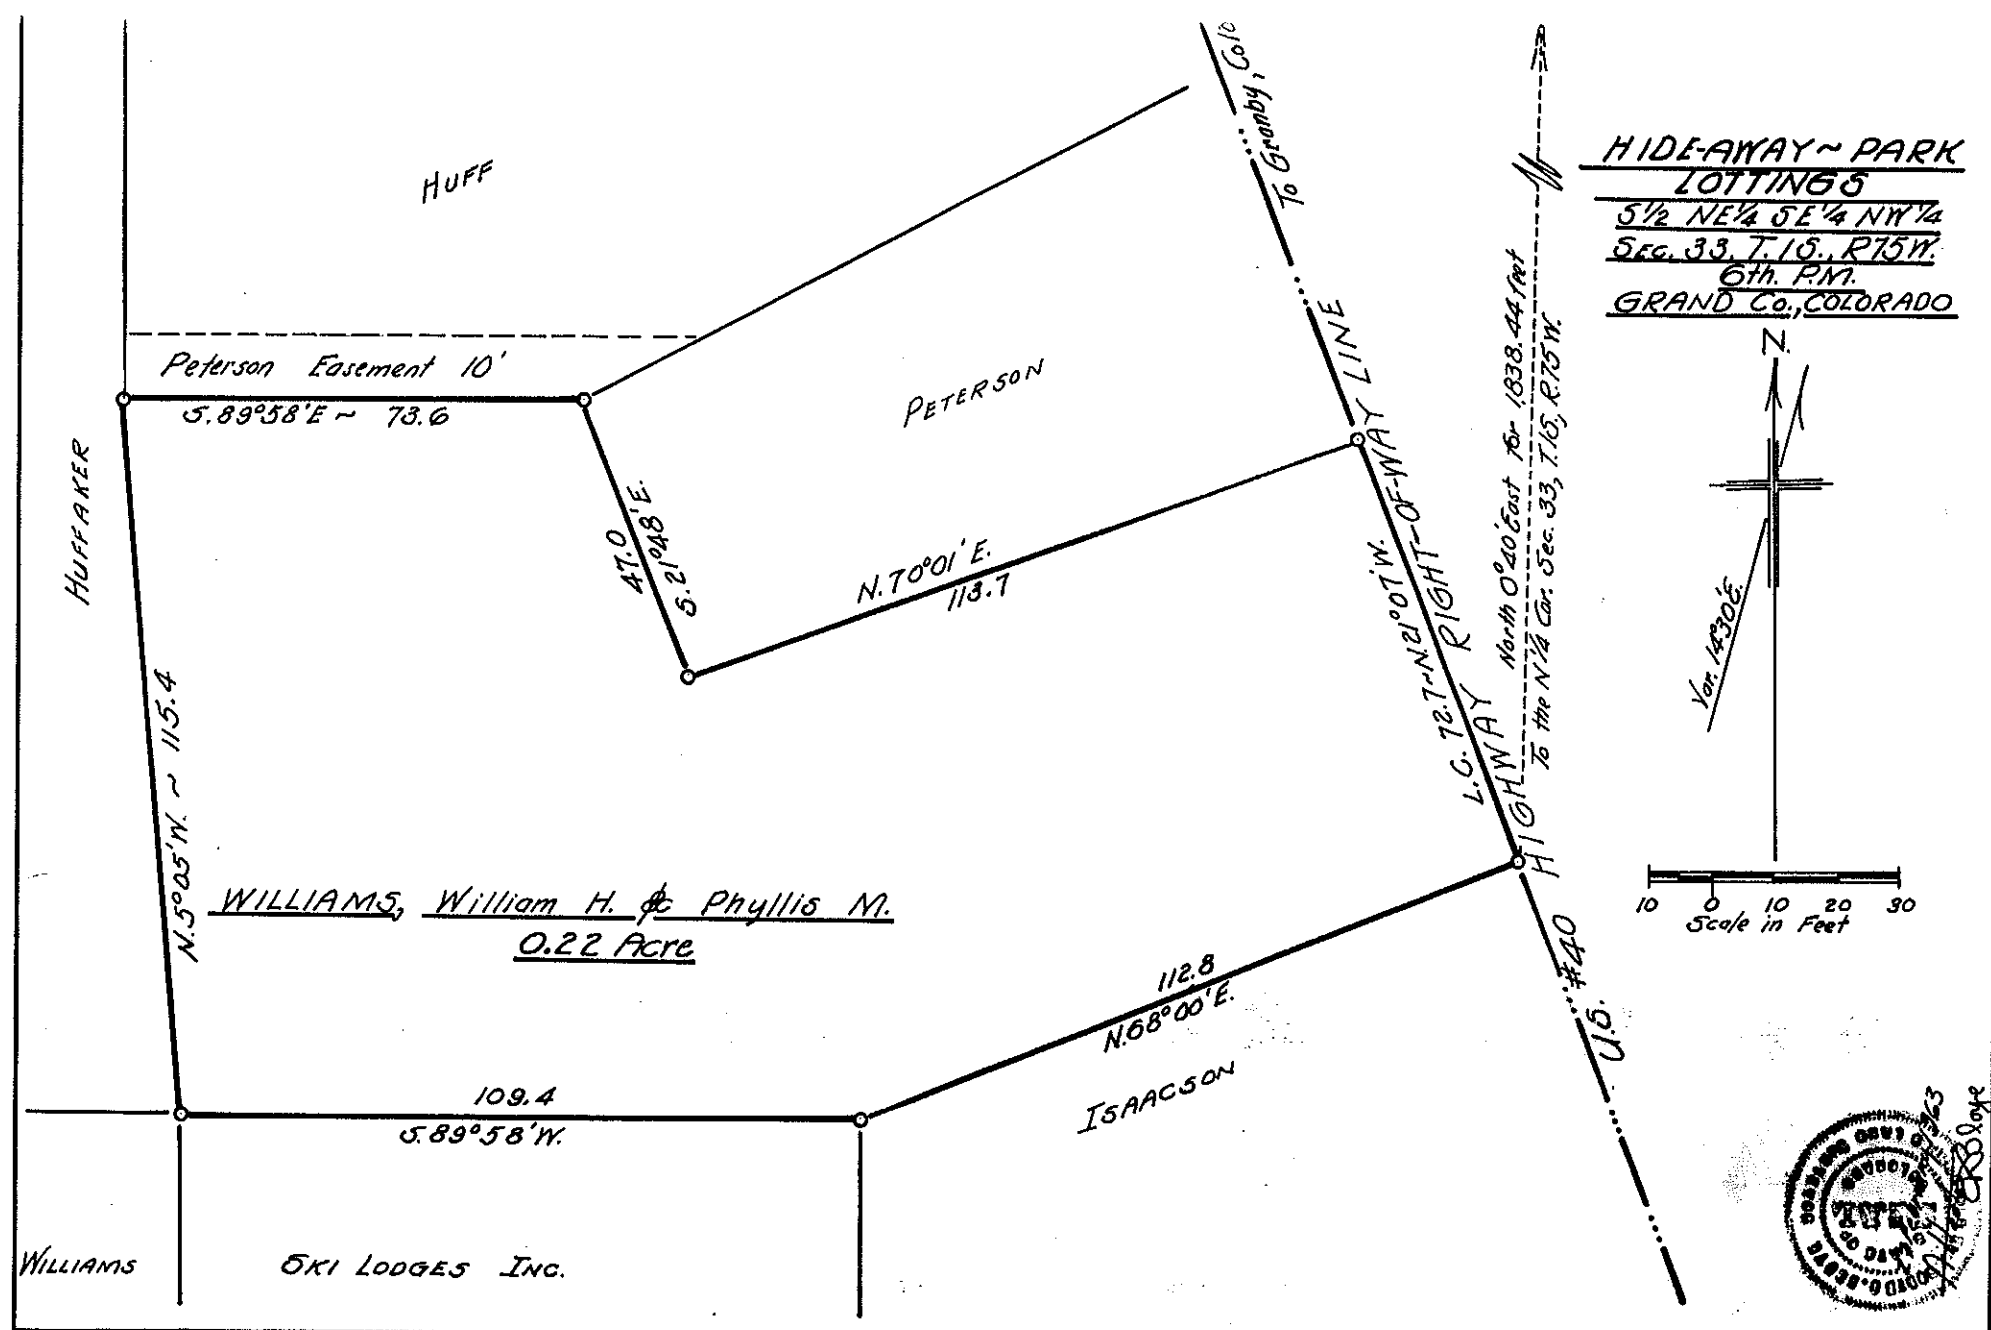 HIDE-AWAY~PARK
LOTTINGS
S½ NE¼ SE¼ NW¼
SEC. 33, T.1S., R75W.
6th. P.M.
GRAND Co., COLORADO
N.
Var. 14°30'E.
10 0 10 20 30
Scale in Feet
To Granby, Colo
HUFF
Peterson Easement 10'
S.89°58'E ~ 73.6
PETERSON
HUFFAKER
47.0
S.21°48'E.
N.70°01'E.
113.7
L.C. 72.7~N.21°07'W.
HIGHWAY RIGHT-OF-WAY LINE
North 0°40' East for 1,838.44 feet
To the N¼ Cor. Sec. 33, T.1S, R.75W.
N.5°05'W. ~ 115.4
WILLIAMS, William H. & Phyllis M.
0.22 Acre
112.8
N.68°00'E.
ISAACSON
U.S. #40
109.4
S.89°58'W.
WILLIAMS
SKI LODGES INC.